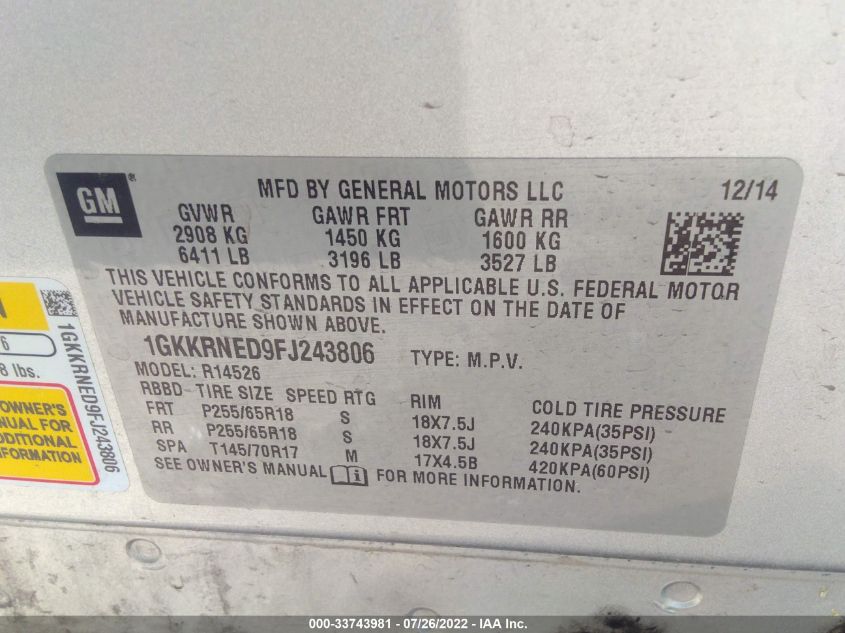 GM
MFD BY GENERAL MOTORS LLC 12/14
GVWR GAWR FRT GAWR RR
2908 KG 1450 KG 1600 KG
6411 LB 3196 LB 3527 LB
THIS VEHICLE CONFORMS TO ALL APPLICABLE U.S. FEDERAL MOTOR
VEHICLE SAFETY STANDARDS IN EFFECT ON THE DATE OF
MANUFACTURE SHOWN ABOVE.
1GKKRNED9FJ243806 TYPE: M.P.V.
MODEL: R14526
RBBD TIRE SIZE SPEED RTG RIM COLD TIRE PRESSURE
FRT P255/65R18 S 18X7.5J 240KPA(35PSI)
RR P255/65R18 S 18X7.5J 240KPA(35PSI)
SPA T145/70R17 M 17X4.5B 420KPA(60PSI)
SEE OWNER'S MANUAL FOR MORE INFORMATION.
N
6
8 lbs.
OWNER'S
ANUAL FOR
ADDITIONAL
FORMATION
1GKKRNED9FJ243806
000-33743981 - 07/26/2022 - IAA Inc.